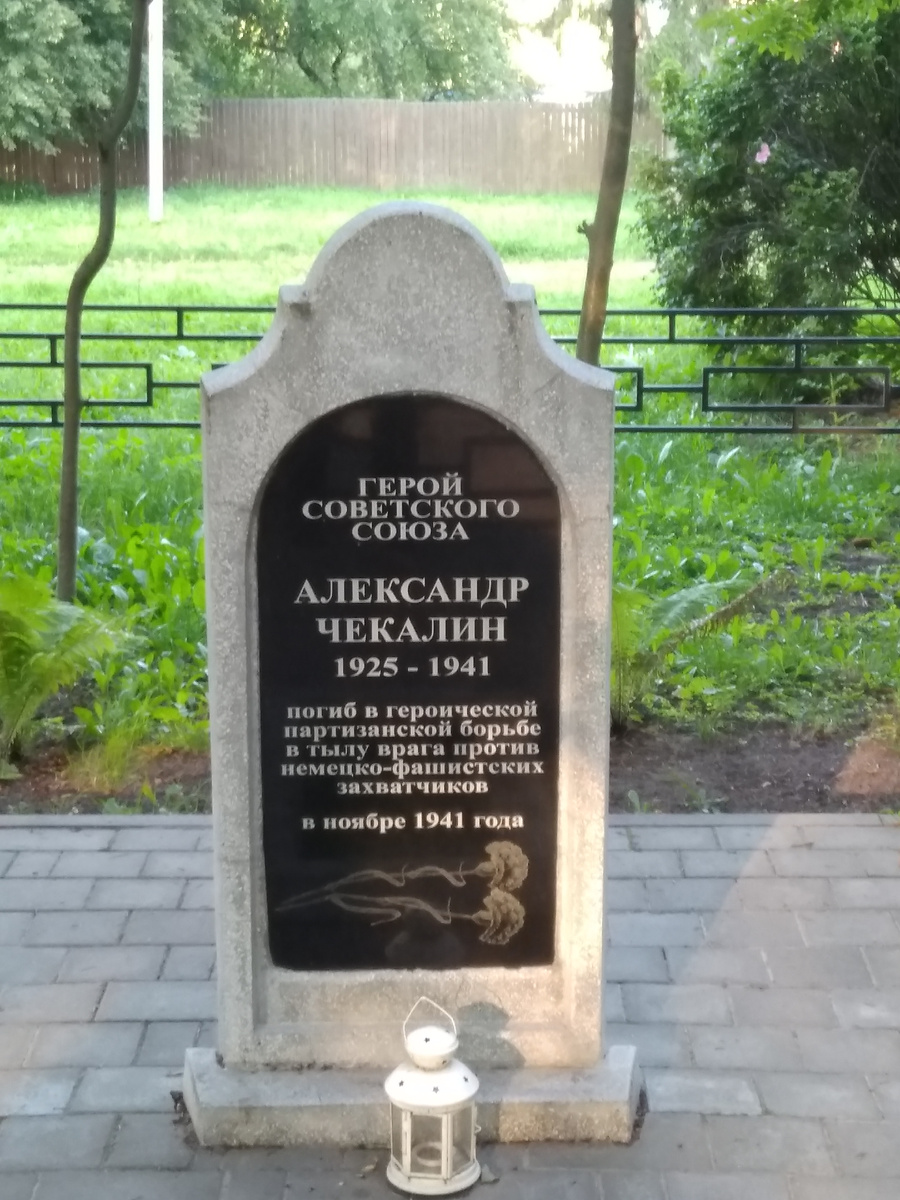 ГЕРОЙ
СОВЕТСКОГО
СОЮЗА
АЛЕКСАНДР
ЧЕКАЛИН
1925 - 1941
погиб в героической
партизанской борьбе
в тылу врага против
немецко-фашистских
захватчиков
в ноябре 1941 года